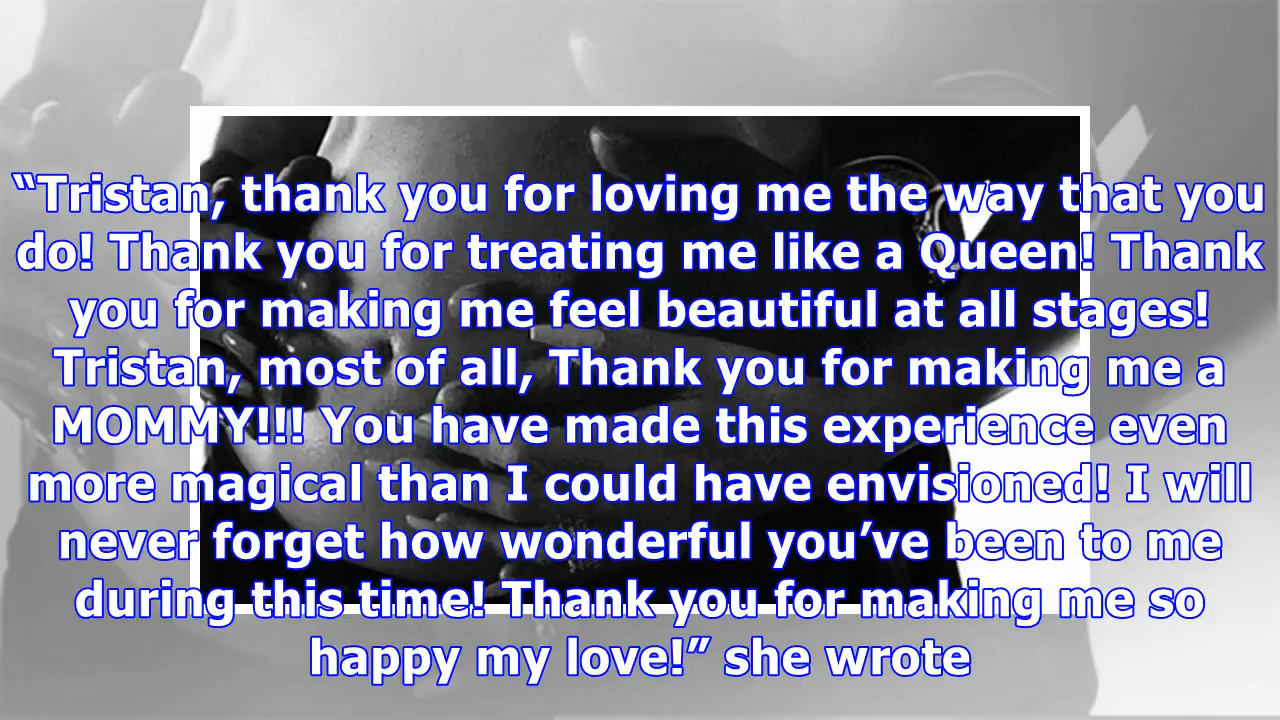 “Tristan, thank you for loving me the way that you
do! Thank you for treating me like a Queen! Thank
you for making me feel beautiful at all stages!
Tristan, most of all, Thank you for making me a
MOMMY!!! You have made this experience even
more magical than I could have envisioned! I will
never forget how wonderful you’ve been to me
during this time! Thank you for making me so
happy my love!” she wrote